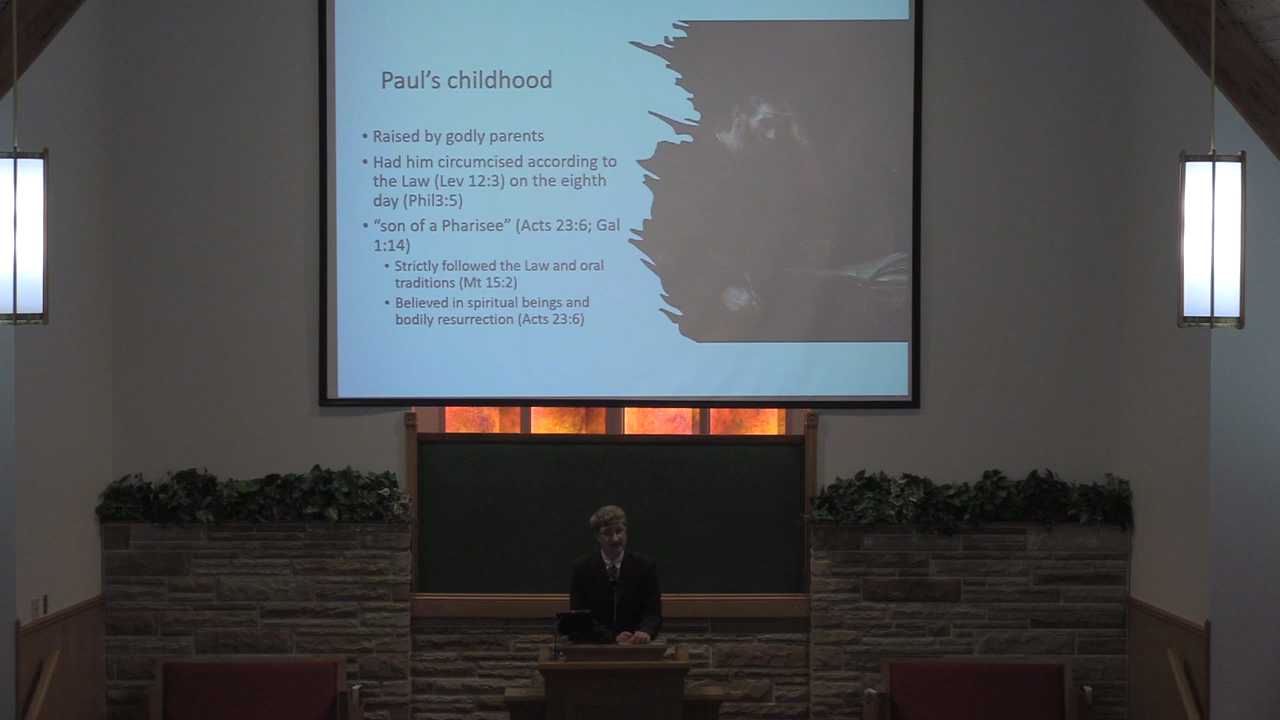 Paul's childhood
• Raised by godly parents
• Had him circumcised according to
the Law (Lev 12:3) on the eighth
day (Phil3:5)
• "son of a Pharisee" (Acts 23:6; Gal
1:14)
• Strictly followed the Law and oral
traditions (Mt 15:2)
• Believed in spiritual beings and
bodily resurrection (Acts 23:6)